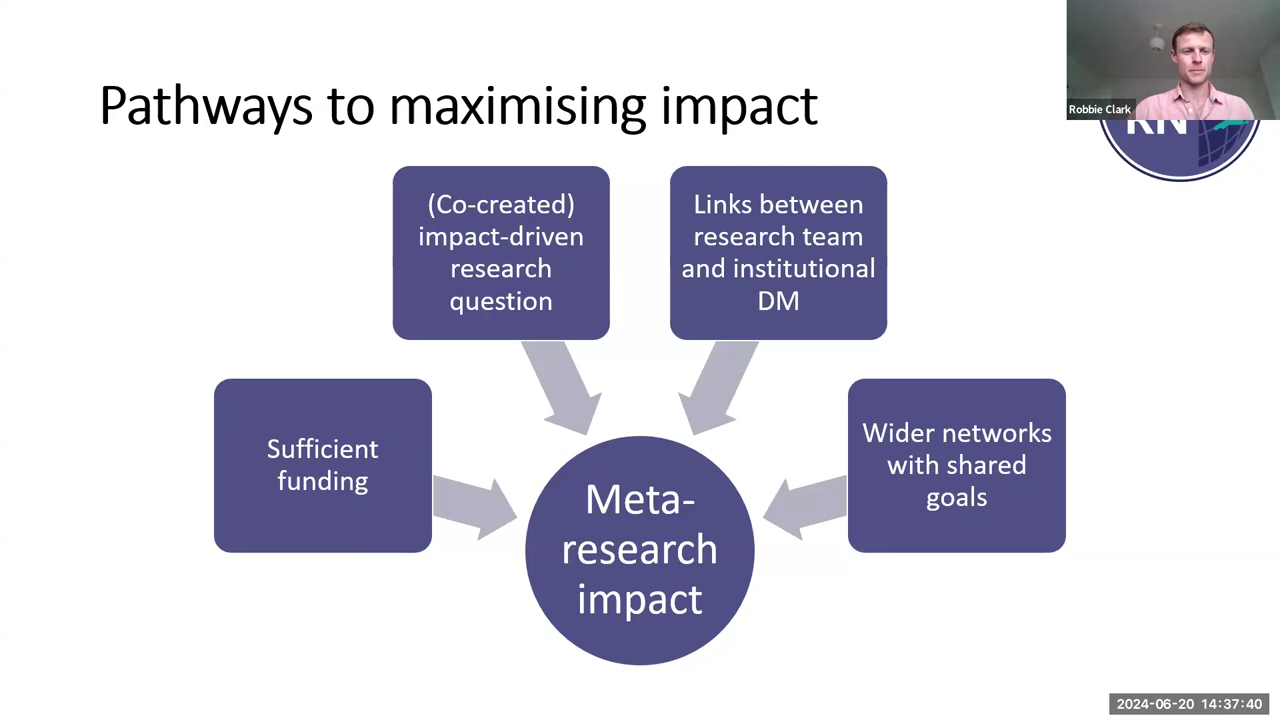 Pathways to maximising impact
Robbie Clark
RN
(Co-created)
impact-driven
research
question
Links between
research team
and institutional
DM
Sufficient
funding
Wider networks
with shared
goals
Meta-
research
impact
2024-06-20 14:37:40